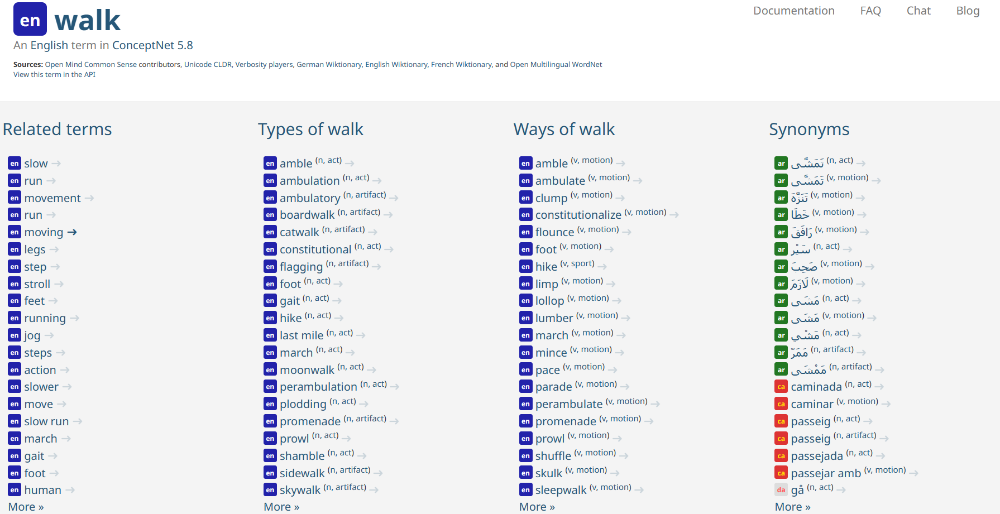 en walk
Documentation FAQ Chat Blog
An English term in ConceptNet 5.8
Sources: Open Mind Common Sense contributors, Unicode CLDR, Verbosity players, German Wiktionary, English Wiktionary, French Wiktionary, and Open Multilingual WordNet
View this term in the API
Related terms
en slow →
en run →
en movement →
en run →
en moving →
en legs →
en step →
en stroll →
en feet →
en running →
en jog →
en steps →
en action →
en slower →
en move →
en slow run →
en march →
en gait →
en foot →
en human →
More »
Types of walk
en amble (n, act) →
en ambulation (n, act) →
en ambulatory (n, artifact) →
en boardwalk (n, artifact) →
en catwalk (n, artifact) →
en constitutional (n, act) →
en flagging (n, artifact) →
en foot (n, act) →
en gait (n, act) →
en hike (n, act) →
en last mile (n, act) →
en march (n, act) →
en moonwalk (n, act) →
en perambulation (n, act) →
en plodding (n, act) →
en promenade (n, artifact) →
en prowl (n, act) →
en shamble (n, act) →
en sidewalk (n, artifact) →
en skywalk (n, artifact) →
More »
Ways of walk
en amble (v, motion) →
en ambulate (v, motion) →
en clump (v, motion) →
en constitutionalize (v, motion) →
en flounce (v, motion) →
en foot (v, motion) →
en hike (v, sport) →
en limp (v, motion) →
en lollop (v, motion) →
en lumber (v, motion) →
en march (v, motion) →
en mince (v, motion) →
en pace (v, motion) →
en parade (v, motion) →
en perambulate (v, motion) →
en promenade (v, motion) →
en prowl (v, motion) →
en shuffle (v, motion) →
en skulk (v, motion) →
en sleepwalk (v, motion) →
More »
Synonyms
ar تَمَشَّى (n, act) →
ar تَمَشَّى (v, motion) →
ar تَنَزَّهَ (v, motion) →
ar خَطَا (v, motion) →
ar رَافَقَ (v, motion) →
ar سَيْر (n, act) →
ar صَحِبَ (v, motion) →
ar لَازَمَ (v, motion) →
ar مَشَى (n, act) →
ar مَشَى (v, motion) →
ar مَشْي (n, act) →
ar مَمَرّ (n, artifact) →
ar مَمْشَى (n, artifact) →
ca caminada (n, act) →
ca caminar (v, motion) →
ca passeig (n, act) →
ca passeig (n, artifact) →
ca passejada (n, act) →
ca passejar amb (v, motion) →
da gå (n, act) →
More »